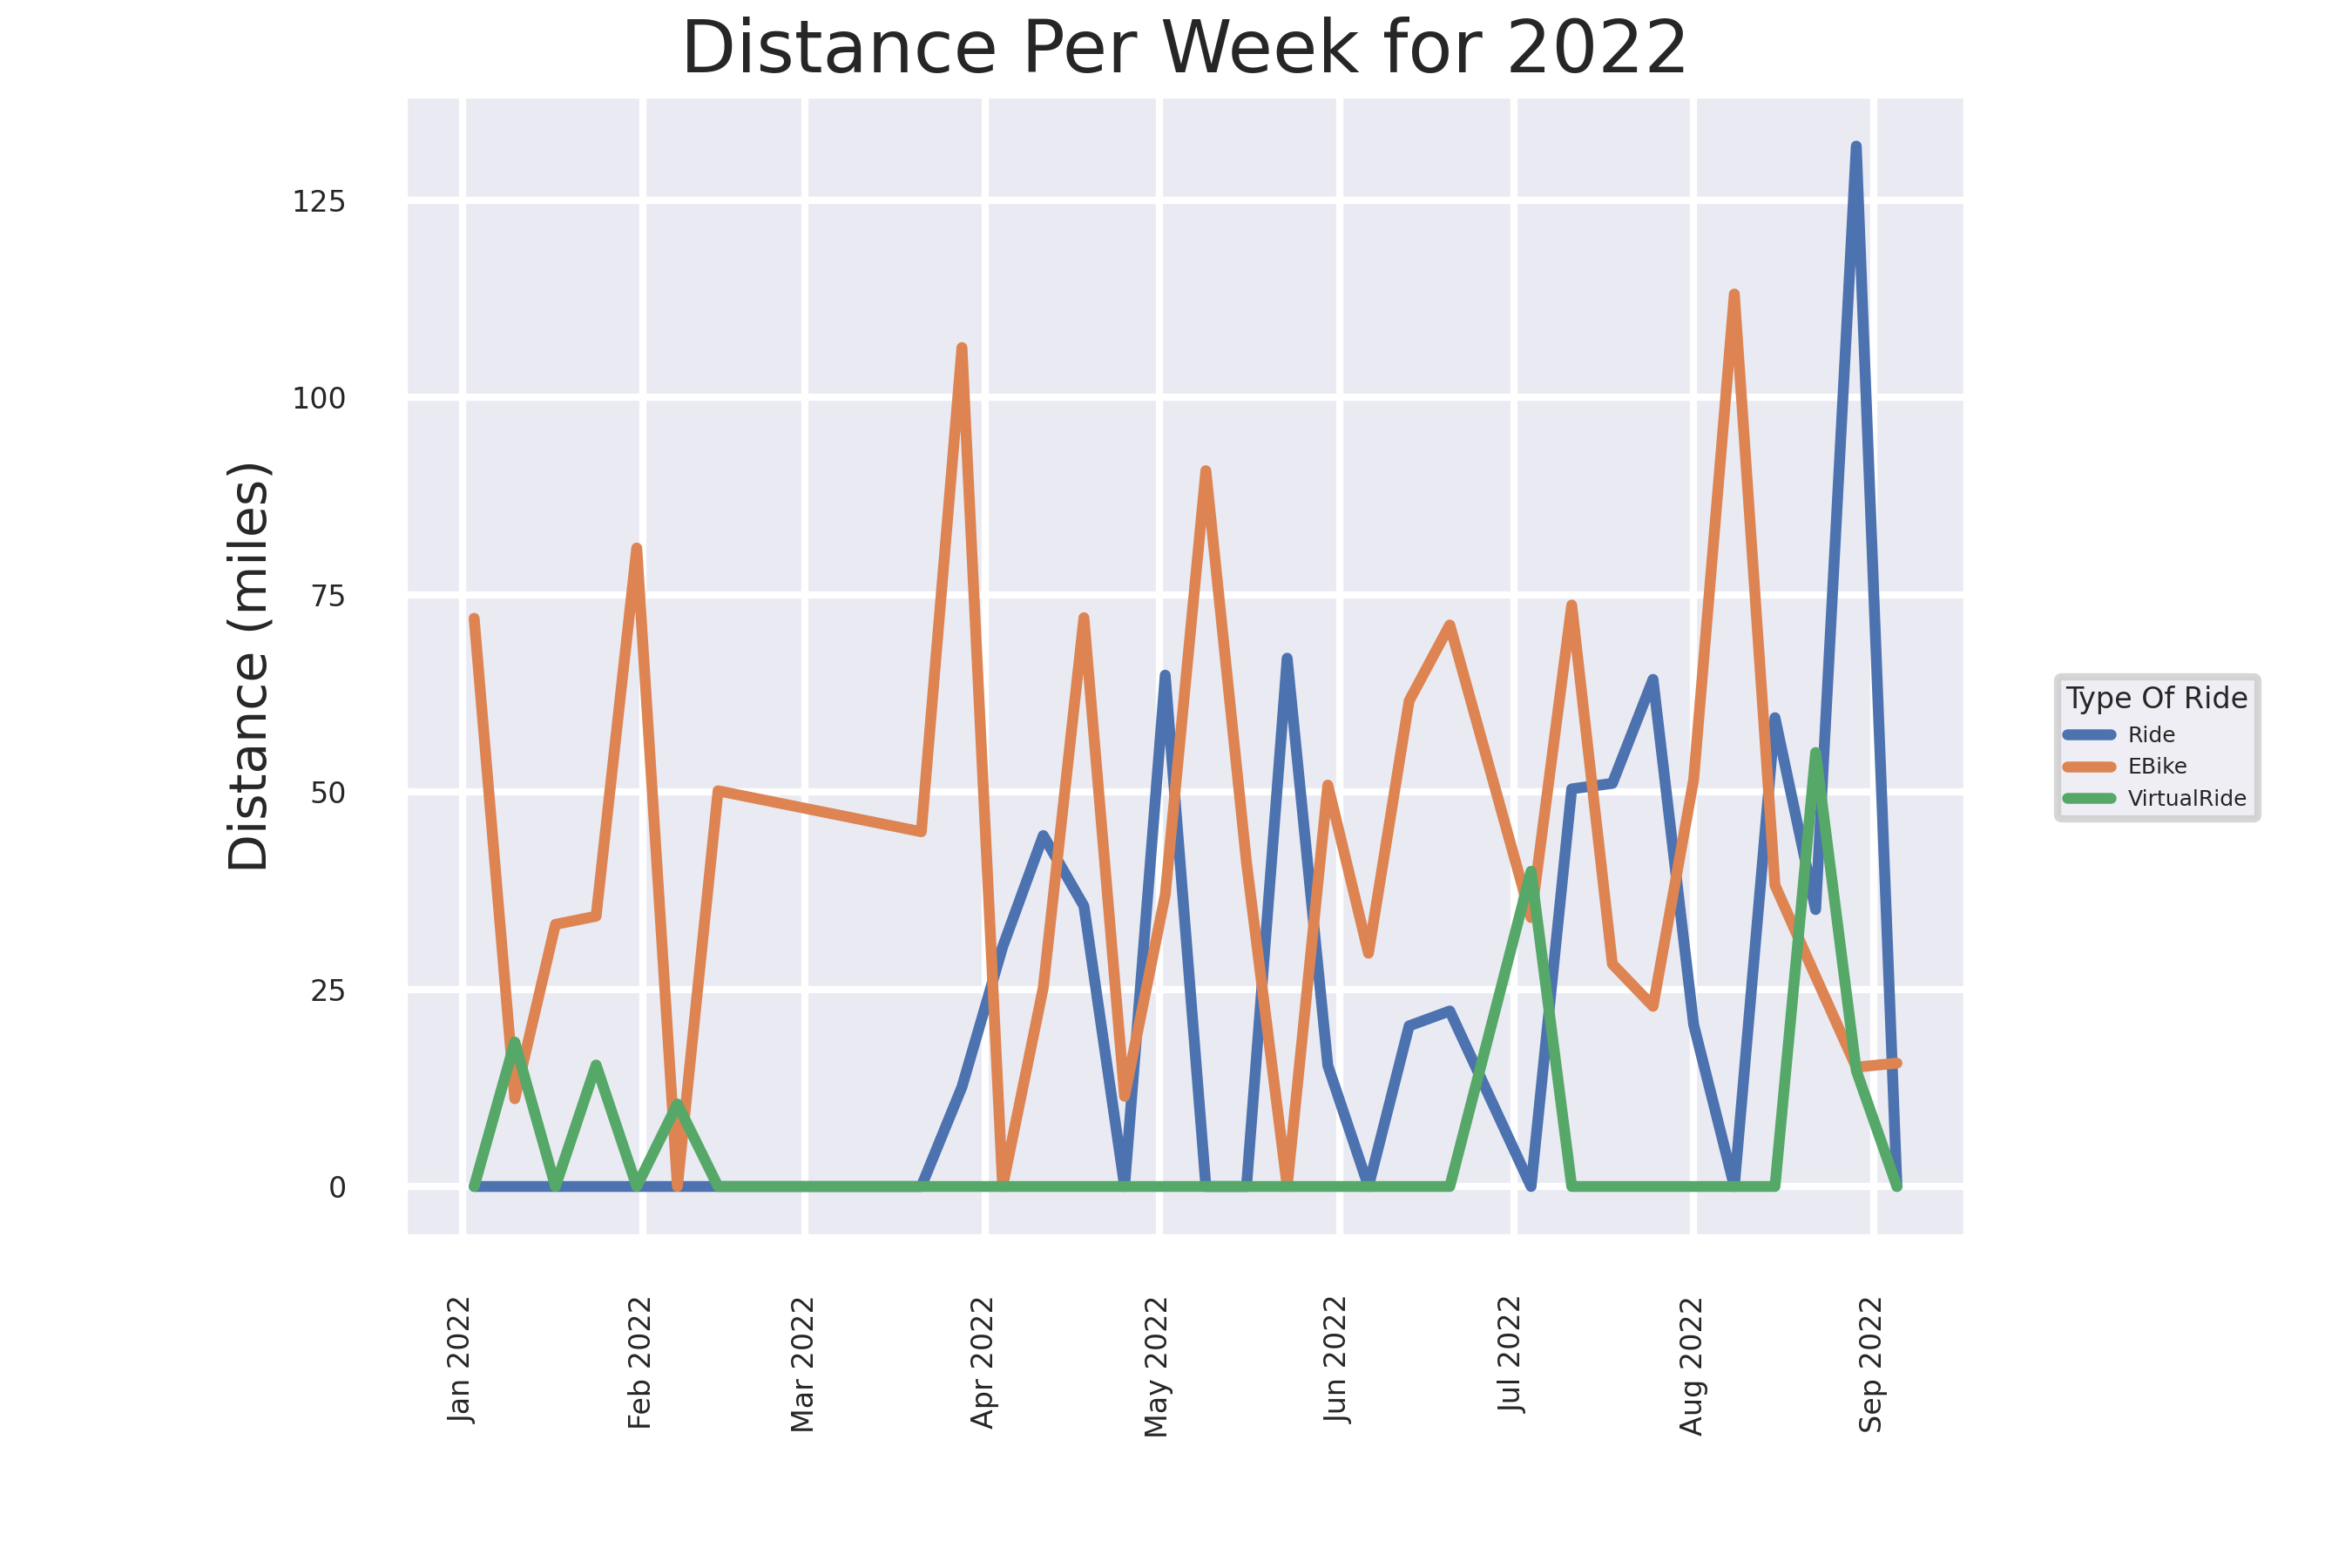 Distance Per Week for 2022
Distance (miles)
125
100
75
50
25
0
Jan 2022
Feb 2022
Mar 2022
Apr 2022
May 2022
Jun 2022
Jul 2022
Aug 2022
Sep 2022
Type Of Ride
Ride
EBike
VirtualRide